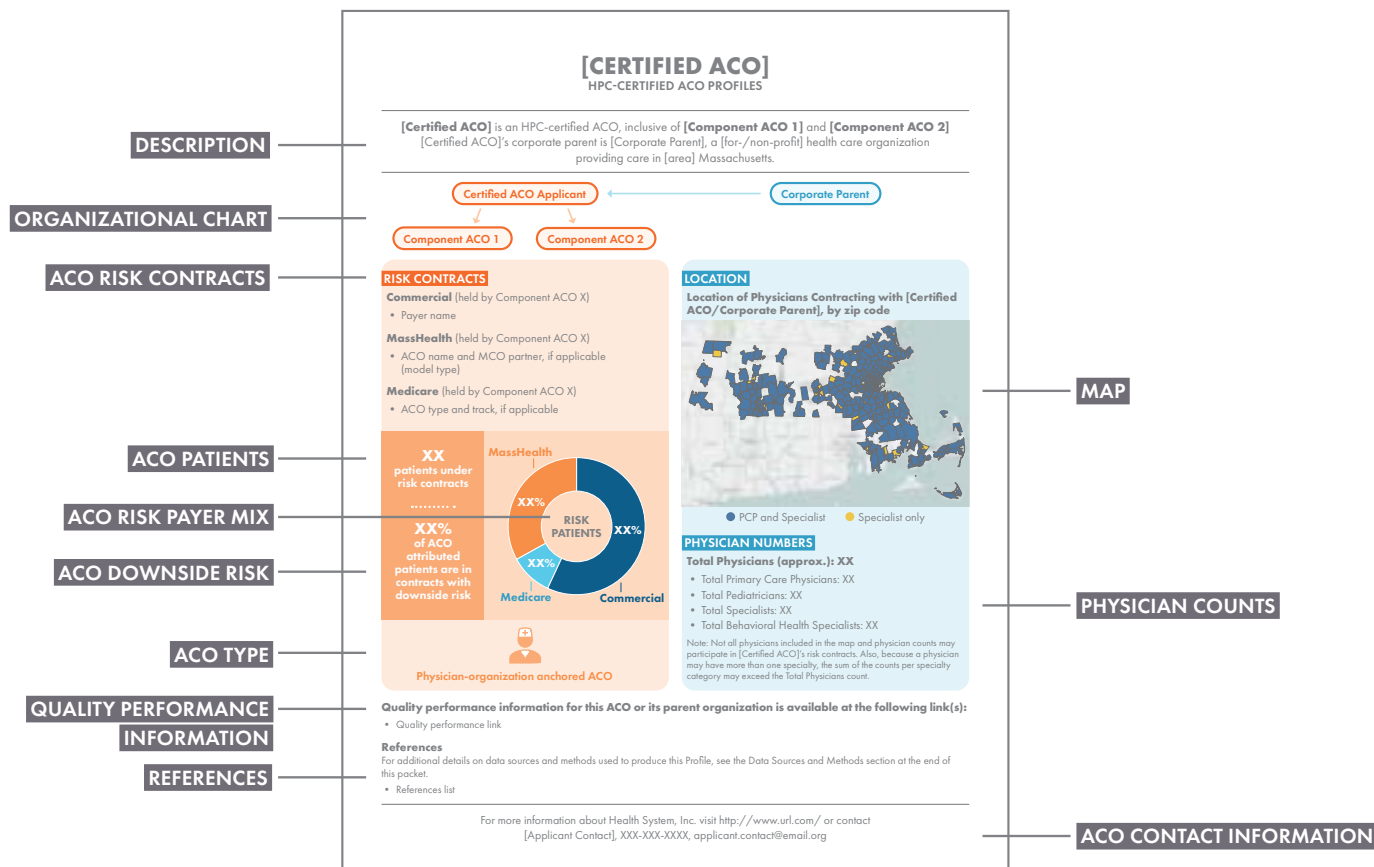 [CERTIFIED ACO]
HPC-CERTIFIED ACO PROFILES
DESCRIPTION
[Certified ACO] is an HPC-certified ACO, inclusive of [Component ACO 1] and [Component ACO 2]
[Certified ACO]'s corporate parent is [Corporate Parent], a [for-/non-profit] health care organization
providing care in [area] Massachusetts.
ORGANIZATIONAL CHART
Certified ACO Applicant
Corporate Parent
Component ACO 1
Component ACO 2
ACO RISK CONTRACTS
RISK CONTRACTS
Commercial (held by Component ACO X)
• Payer name
MassHealth (held by Component ACO X)
• ACO name and MCO partner, if applicable
(model type)
Medicare (held by Component ACO X)
• ACO type and track, if applicable
ACO PATIENTS
XX
patients under
risk contracts
.........  .
ACO RISK PAYER MIX
ACO DOWNSIDE RISK
XX%
of ACO
attributed
patients are in
contracts with
downside risk
MassHealth
XX%
RISK
PATIENTS
XX%
XX%
Medicare
Commercial
ACO TYPE
Physician-organization anchored ACO
LOCATION
Location of Physicians Contracting with [Certified
ACO/Corporate Parent], by zip code
MAP
PCP and Specialist
Specialist only
PHYSICIAN NUMBERS
Total Physicians (approx.): XX
• Total Primary Care Physicians: XX
• Total Pediatricians: XX
• Total Specialists: XX
• Total Behavioral Health Specialists: XX
PHYSICIAN COUNTS
Note: Not all physicians included in the map and physician counts may
participate in [Certified ACO]'s risk contracts. Also, because a physician
may have more than one specialty, the sum of the counts per specialty
category may exceed the Total Physicians count.
QUALITY PERFORMANCE
INFORMATION
Quality performance information for this ACO or its parent organization is available at the following link(s):
• Quality performance link
REFERENCES
References
For additional details on data sources and methods used to produce this Profile, see the Data Sources and Methods section at the end of
this packet.
• References list
For more information about Health System, Inc. visit http://www.url.com/ or contact
[Applicant Contact], XXX-XXX-XXXX, applicant.contact@email.org
ACO CONTACT INFORMATION